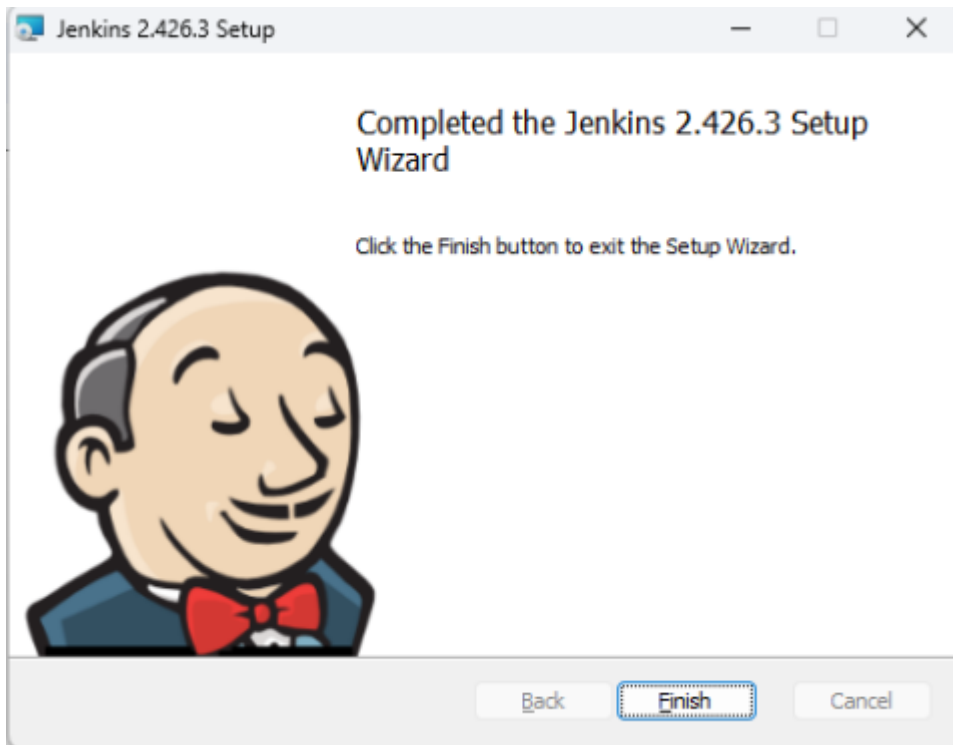 Jenkins 2.426.3 Setup
Completed the Jenkins 2.426.3 Setup
Wizard
Click the Finish button to exit the Setup Wizard.
Back Finish Cancel